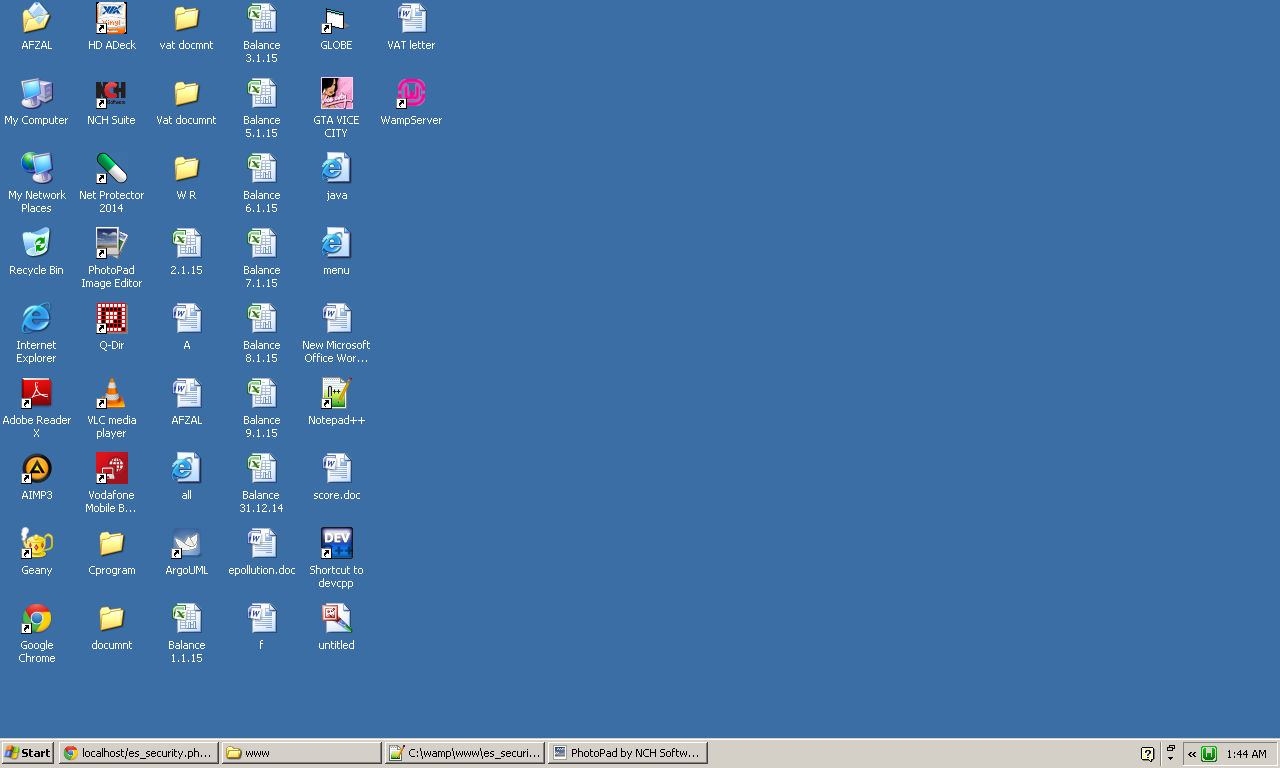 AFZAL
My Computer
My Network
Places
Recycle Bin
Internet
Explorer
Adobe Reader
X
AIMP3
Geany
Google
Chrome
HD ADeck
NCH Suite
Net Protector
2014
PhotoPad
Image Editor
Q-Dir
VLC media
player
Vodafone
Mobile B...
Cprogram
documnt
vat docmnt
Vat documnt
W R
2.1.15
A
AFZAL
all
ArgoUML
Balance
1.1.15
Balance
3.1.15
Balance
5.1.15
Balance
6.1.15
Balance
7.1.15
Balance
8.1.15
Balance
9.1.15
Balance
31.12.14
epollution.doc
f
GLOBE
GTA VICE
CITY
java
menu
New Microsoft
Office Wor...
Notepad++
score.doc
DEV
Shortcut to
devcpp
untitled
VAT letter
WampServer
Start
localhost/es_security.ph...
www
C:\wamp\www\es_securi...
PhotoPad by NCH Softw...
1:44 AM